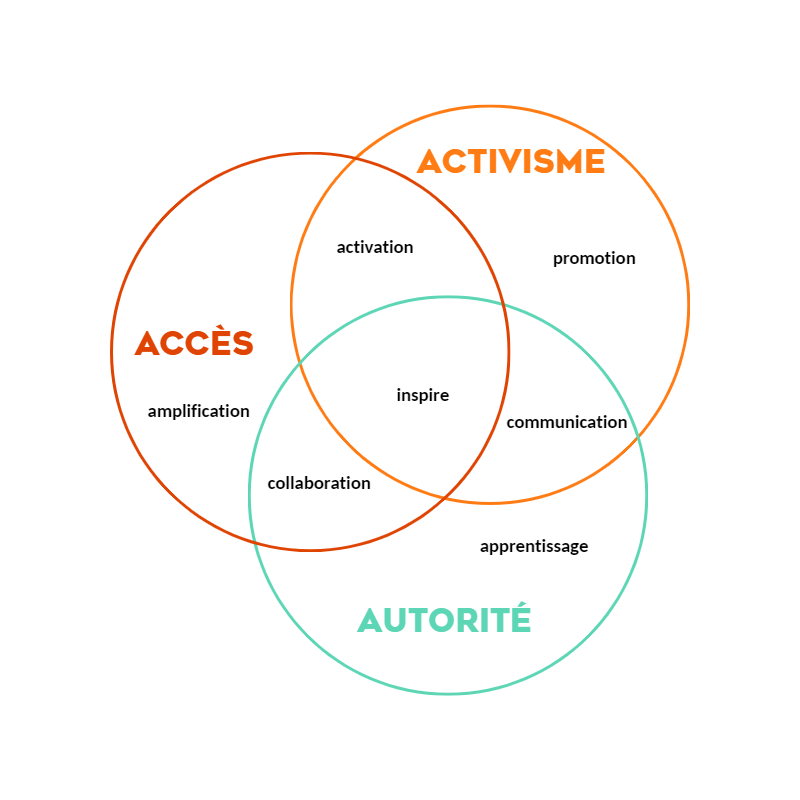 ACTIVISME
activation
promotion
ACCÈS
amplification
inspire
communication
collaboration
apprentissage
AUTORITÉ